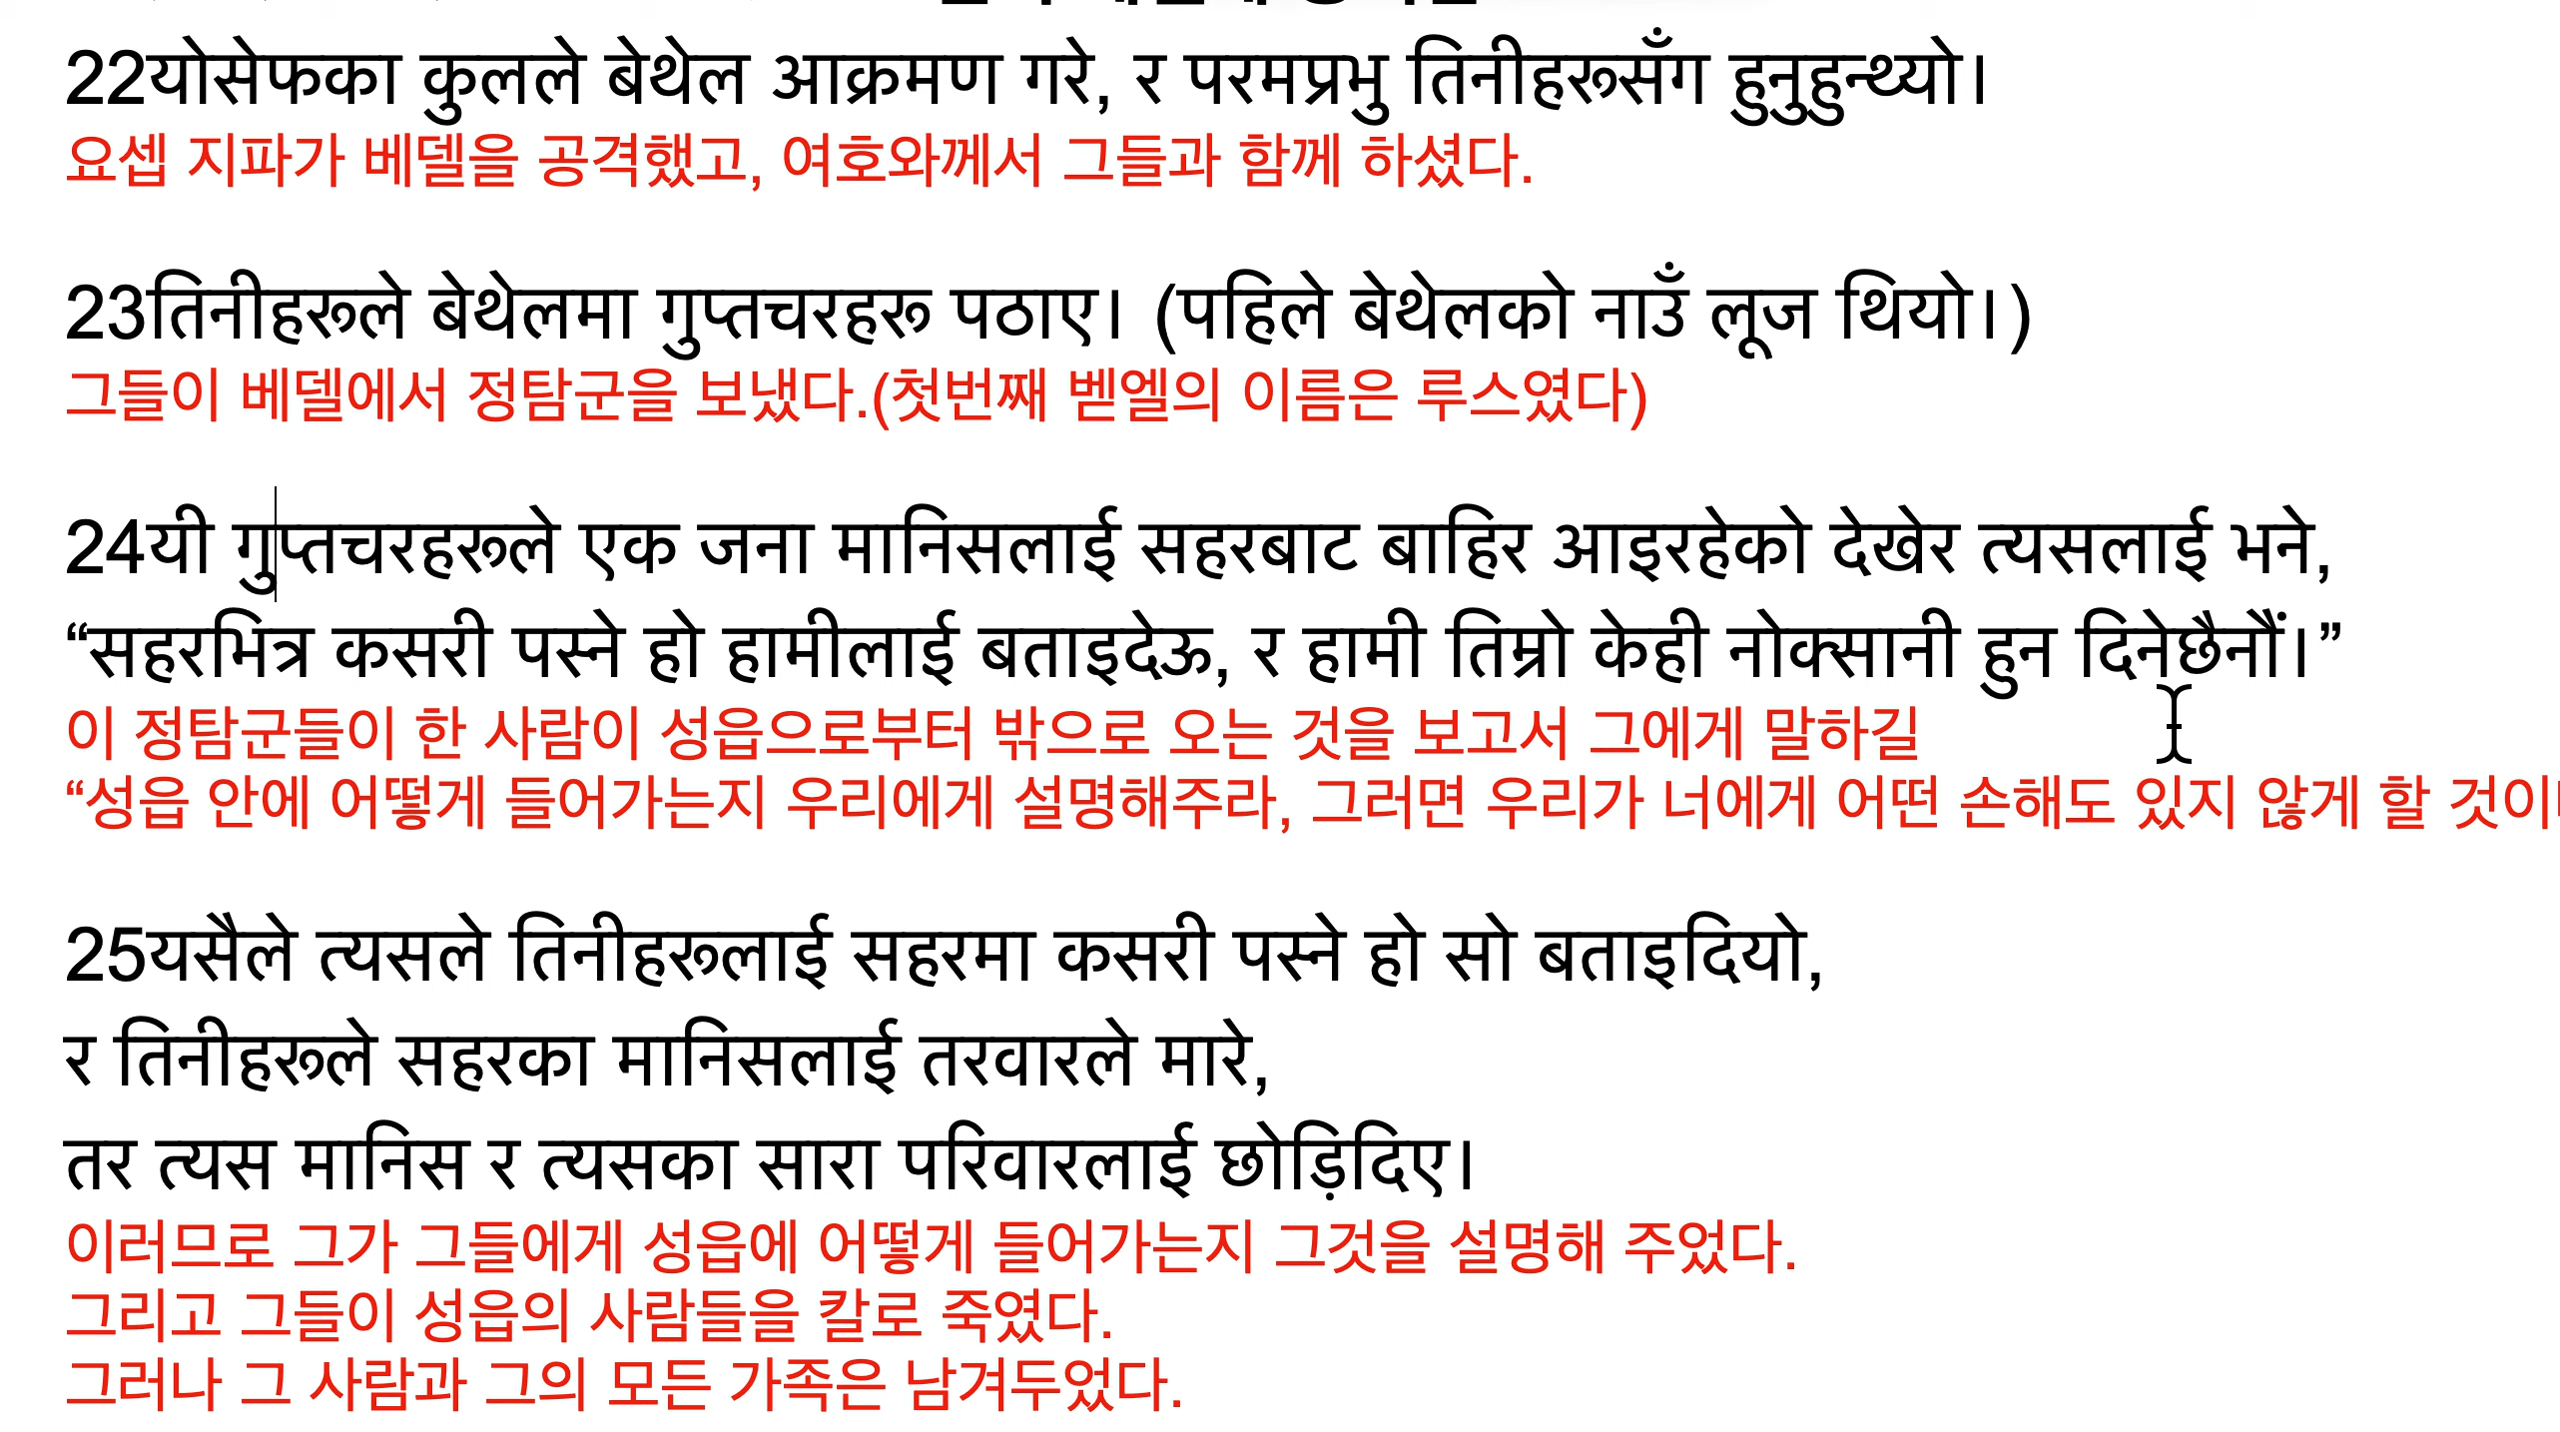 22योसेफका कुलले बेथेल आक्रमण गरे, र परमप्रभु तिनीहरूसँग हुनुहुन्थ्यो।
요셉 지파가 베델을 공격했고, 여호와께서 그들과 함께 하셨다.
23तिनीहरूले बेथेलमा गुप्तचरहरू पठाए। (पहिले बेथेलको नाउँ लूज थियो।)
그들이 베델에서 정탐군을 보냈다.(첫번째 벧엘의 이름은 루스였다)
24यी गुप्तचरहरूले एक जना मानिसलाई सहरबाट बाहिर आइरहेको देखेर त्यसलाई भने,
“सहरभित्र कसरी पस्ने हो हामीलाई बताइदेऊ, र हामी तिम्रो केही नोक्सानी हुन दिनेछैनौं।”
이 정탐군들이 한 사람이 성읍으로부터 밖으로 오는 것을 보고서 그에게 말하길
“성읍 안에 어떻게 들어가는지 우리에게 설명해주라, 그러면 우리가 너에게 어떤 손해도 있지 않게 할 것이
25यसैले त्यसले तिनीहरूलाई सहरमा कसरी पस्ने हो सो बताइदियो,
र तिनीहरूले सहरका मानिसलाई तरवारले मारे,
तर त्यस मानिस र त्यसका सारा परिवारलाई छोड़िदिए।
이러므로 그가 그들에게 성읍에 어떻게 들어가는지 그것을 설명해 주었다.
그리고 그들이 성읍의 사람들을 칼로 죽였다.
그러나 그 사람과 그의 모든 가족은 남겨두었다.